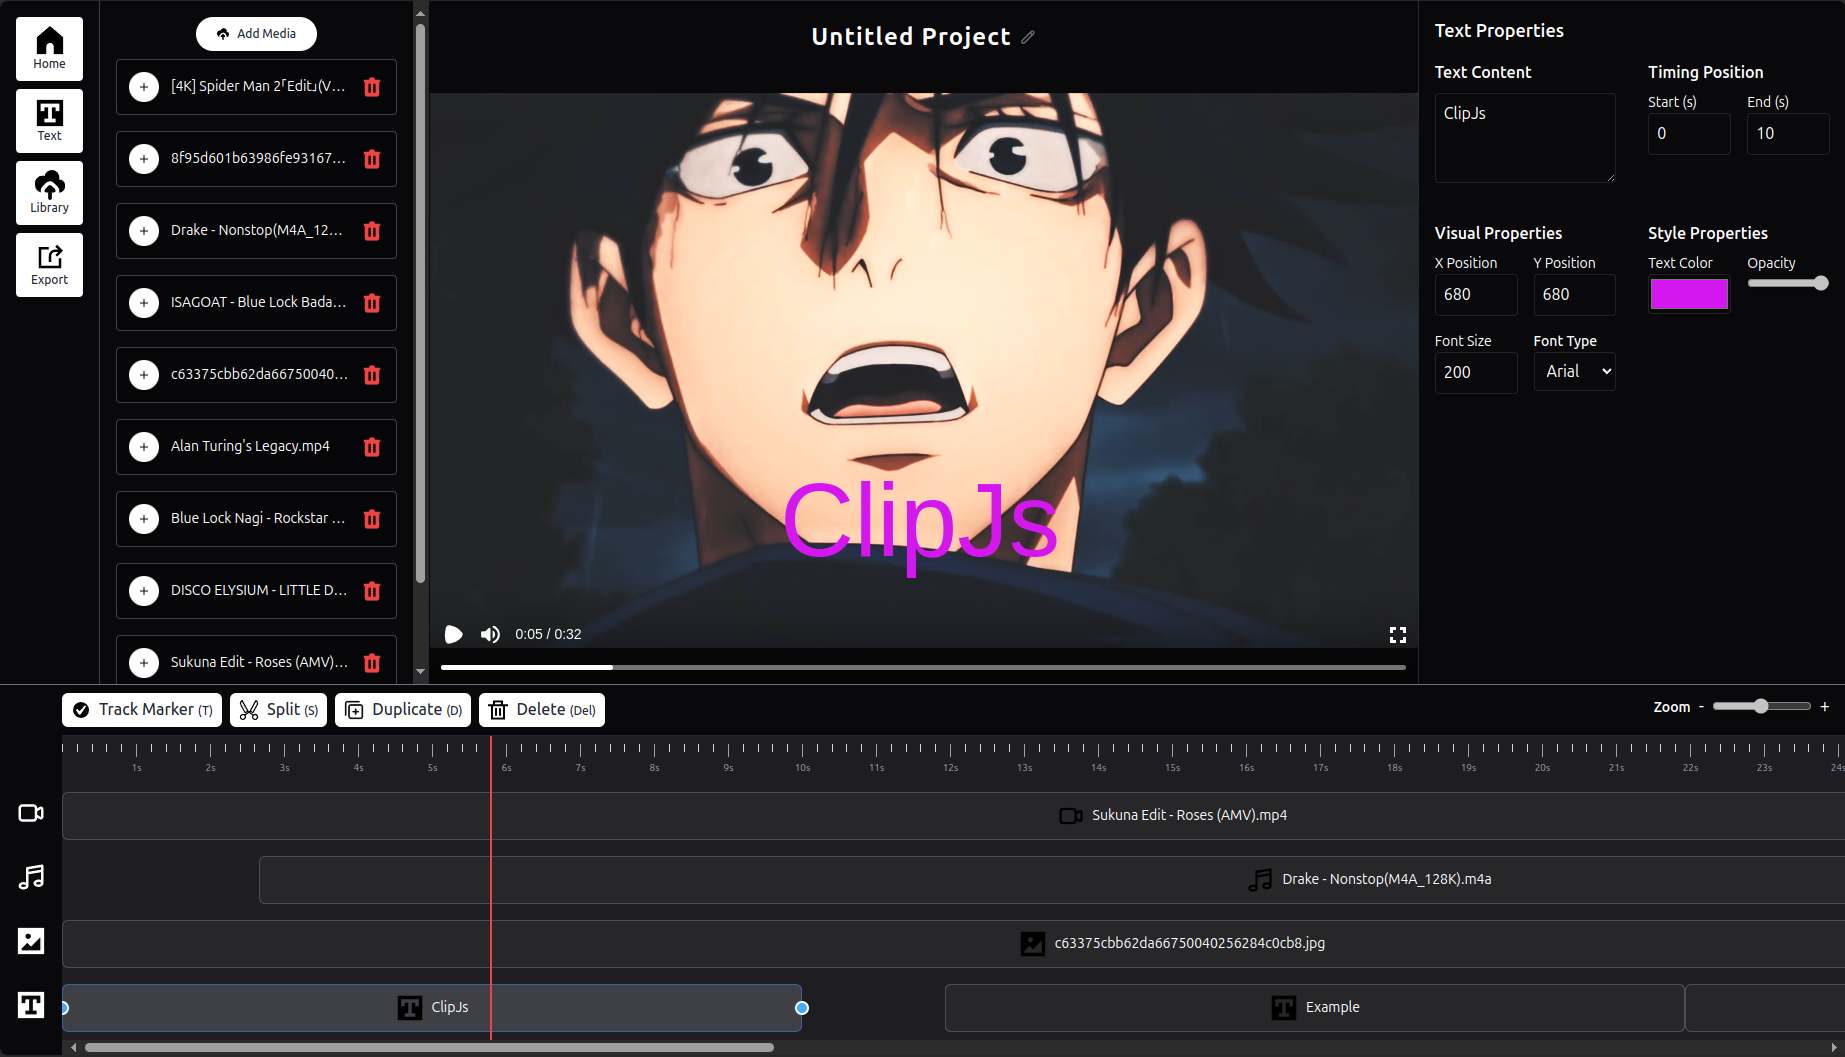 Home
Text
Library
Export
Add Media
[4K] Spider Man 2「Edit」(V...
8f95d601b63986fe93167...
Drake - Nonstop(M4A_12...
ISAGOAT - Blue Lock Bada...
c63375cbb62da66750040...
Alan Turing's Legacy.mp4
Blue Lock Nagi - Rockstar ...
DISCO ELYSIUM - LITTLE D...
Sukuna Edit - Roses (AMV)...
Untitled Project
ClipJs
0:05 / 0:32
Text Properties
Text Content
ClipJs
Timing Position
Start (s) End (s)
0 10
Visual Properties
X Position Y Position
680 680
Font Size Font Type
200 Arial
Style Properties
Text Color Opacity
Track Marker (T) Split (S) Duplicate (D) Delete (Del)
Zoom - +
1s 2s 3s 4s 5s 6s 7s 8s 9s 10s 11s 12s 13s 14s 15s 16s 17s 18s 19s 20s 21s 22s 23s 24s
Sukuna Edit - Roses (AMV).mp4
Drake - Nonstop(M4A_128K).m4a
c63375cbb62da66750040256284c0cb8.jpg
ClipJs Example